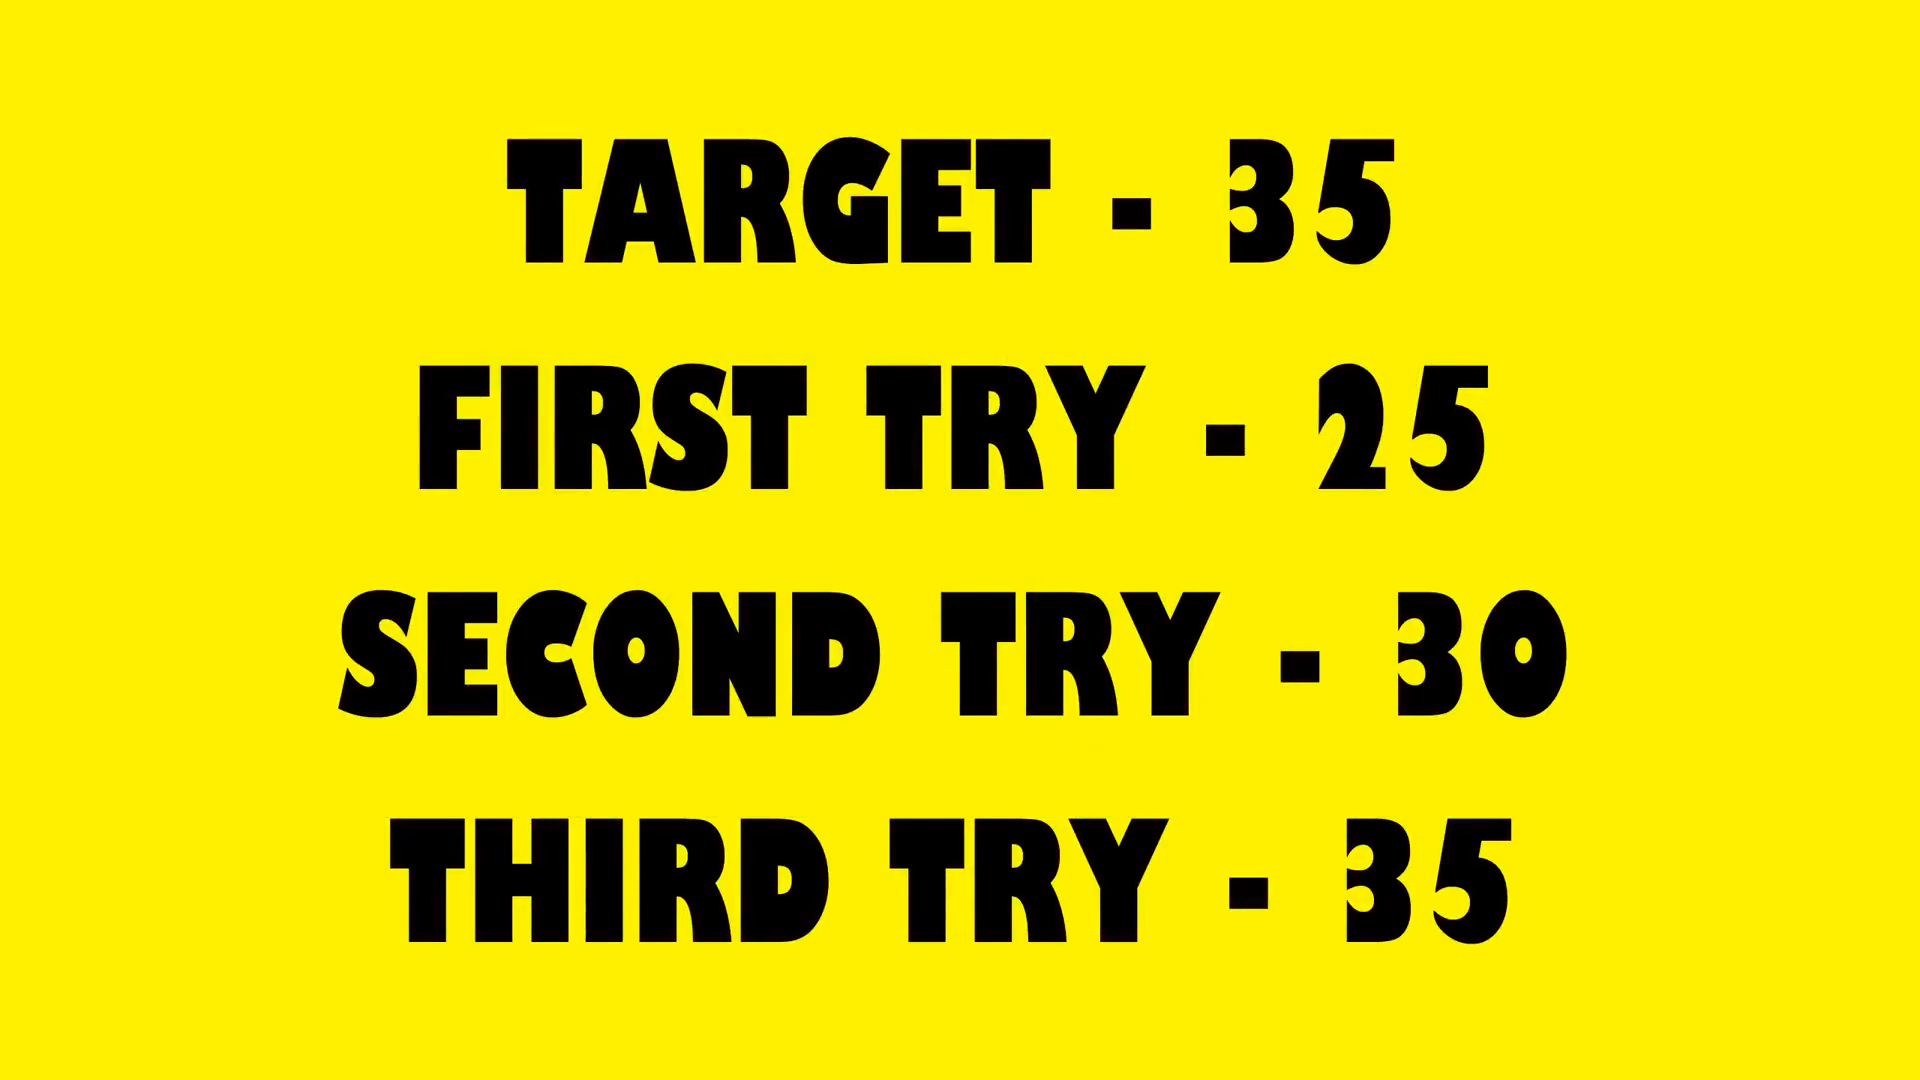 TARGET - 35
FIRST TRY - 25
SECOND TRY - 30
THIRD TRY - 35